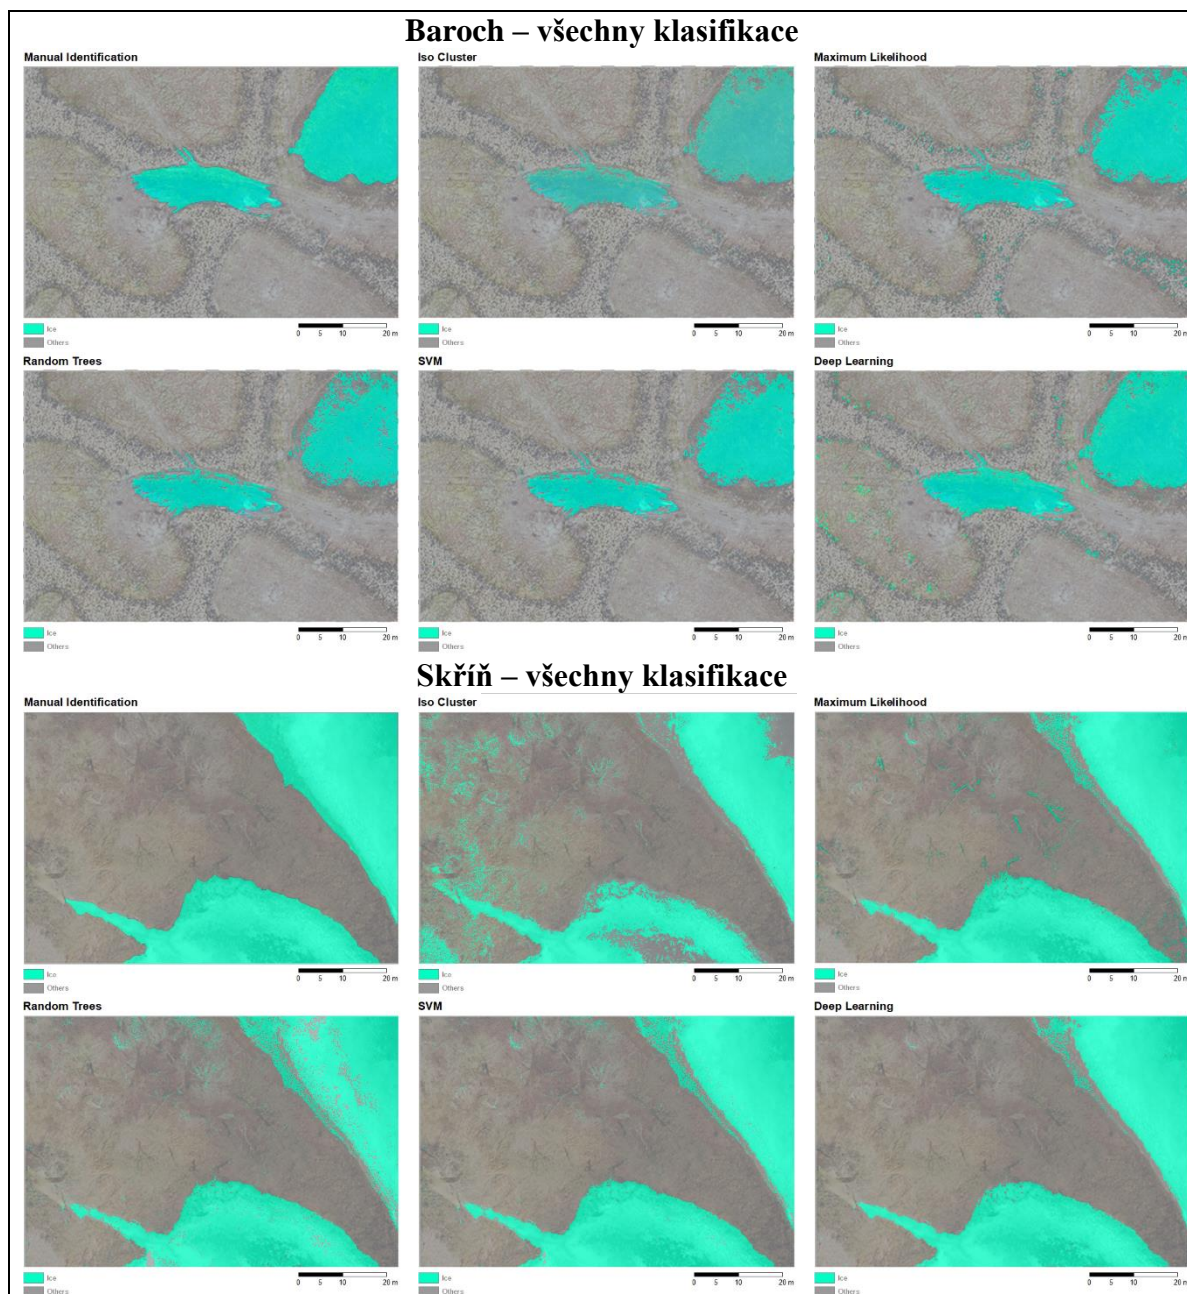 Baroch – všechny klasifikace
Manual Identification
Iso Cluster
Maximum Likelihood
Ice
Others
0 5 10 20 m
Ice
Others
0 5 10 20 m
Ice
Others
0 5 10 20 m
Random Trees
SVM
Deep Learning
Ice
Others
0 5 10 20 m
Ice
Others
0 5 10 20 m
Ice
Others
0 5 10 20 m
Skříň – všechny klasifikace
Manual Identification
Iso Cluster
Maximum Likelihood
Ice
Others
0 5 10 20 m
Ice
Others
0 5 10 20 m
Ice
Others
0 5 10 20 m
Random Trees
SVM
Deep Learning
Ice
Others
0 5 10 20 m
Ice
Others
0 5 10 20 m
Ice
Others
0 5 10 20 m